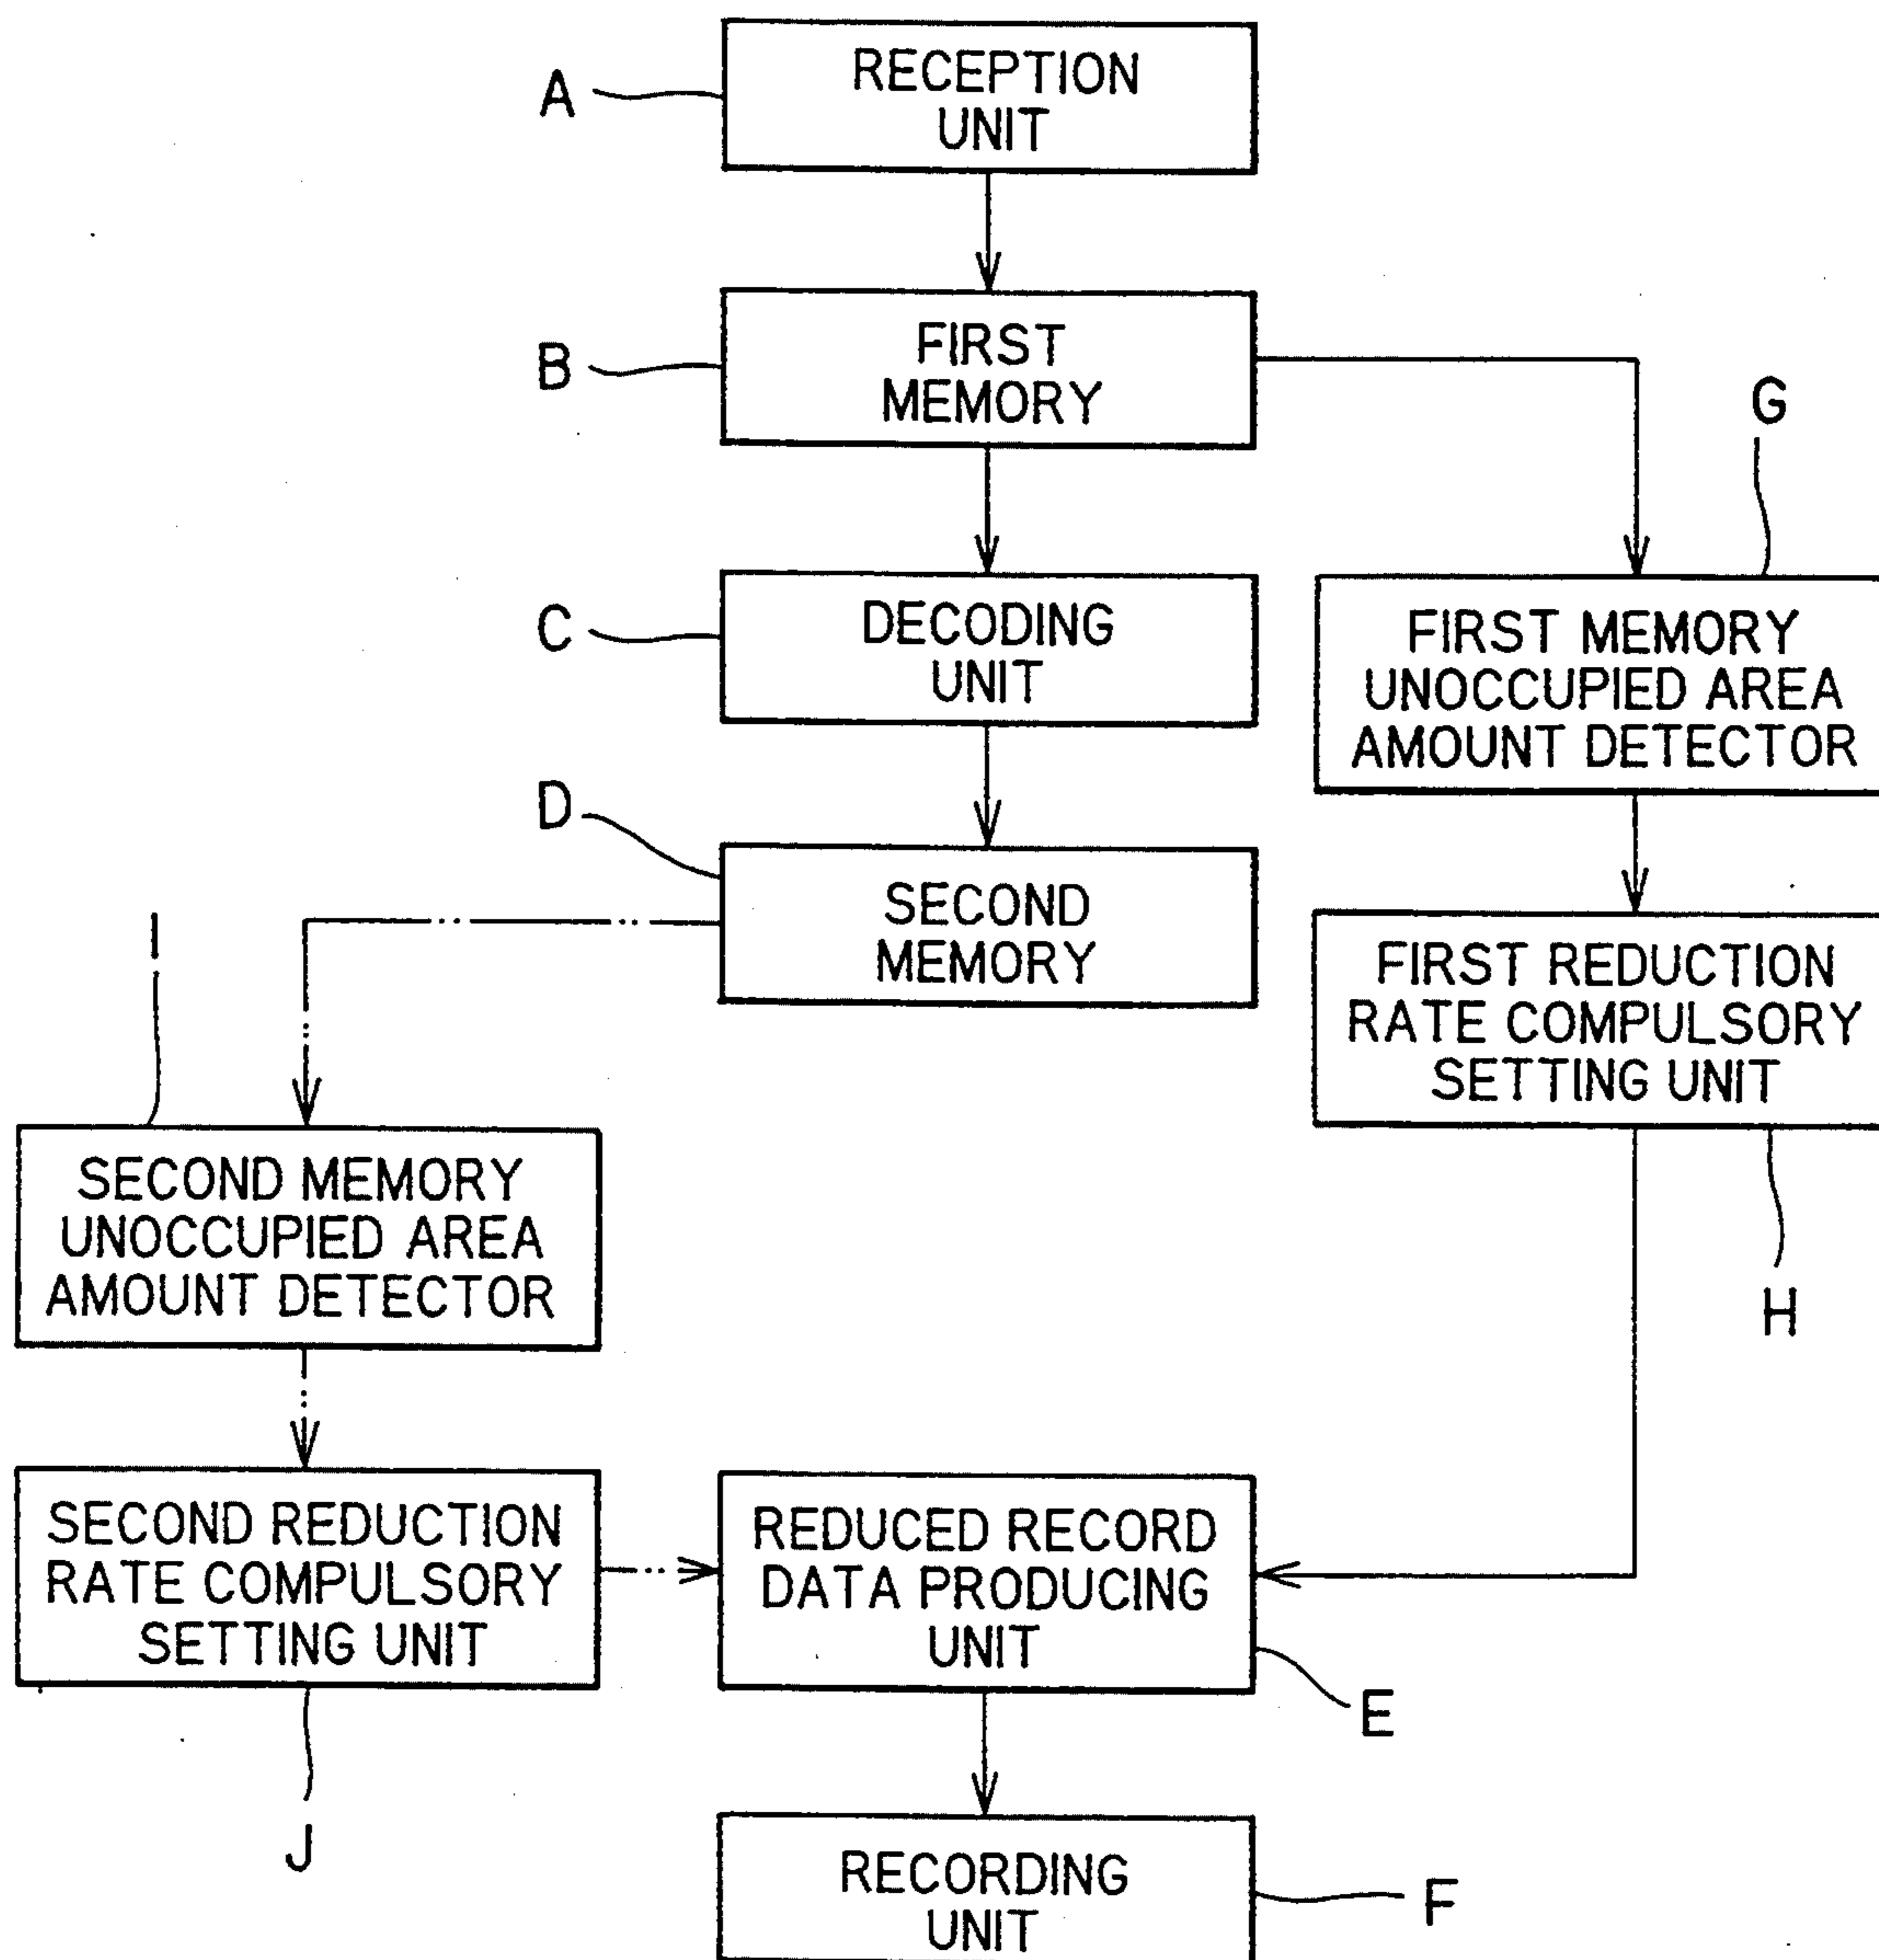 A
RECEPTION
UNIT
B
FIRST
MEMORY
G
C
DECODING
UNIT
FIRST MEMORY
UNOCCUPIED AREA
AMOUNT DETECTOR
D
SECOND
MEMORY
I
FIRST REDUCTION
RATE COMPULSORY
SETTING UNIT
H
SECOND MEMORY
UNOCCUPIED AREA
AMOUNT DETECTOR
SECOND REDUCTION
RATE COMPULSORY
SETTING UNIT
J
REDUCED RECORD
DATA PRODUCING
UNIT
E
RECORDING
UNIT
F